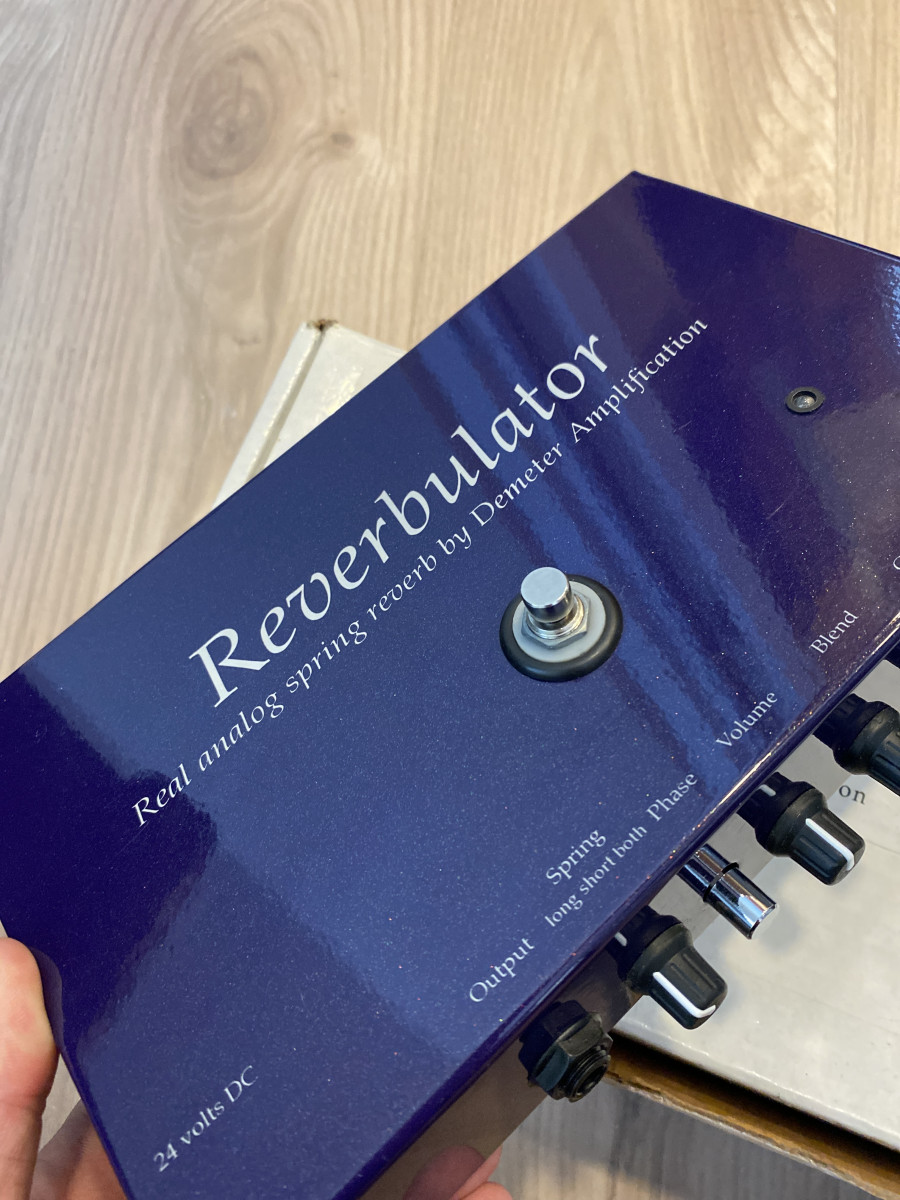 Reverbulator
Real analog spring reverb by Demeter Amplification
24 volts DC
Output
Spring
long short both
Phase
Volume
Blend
on